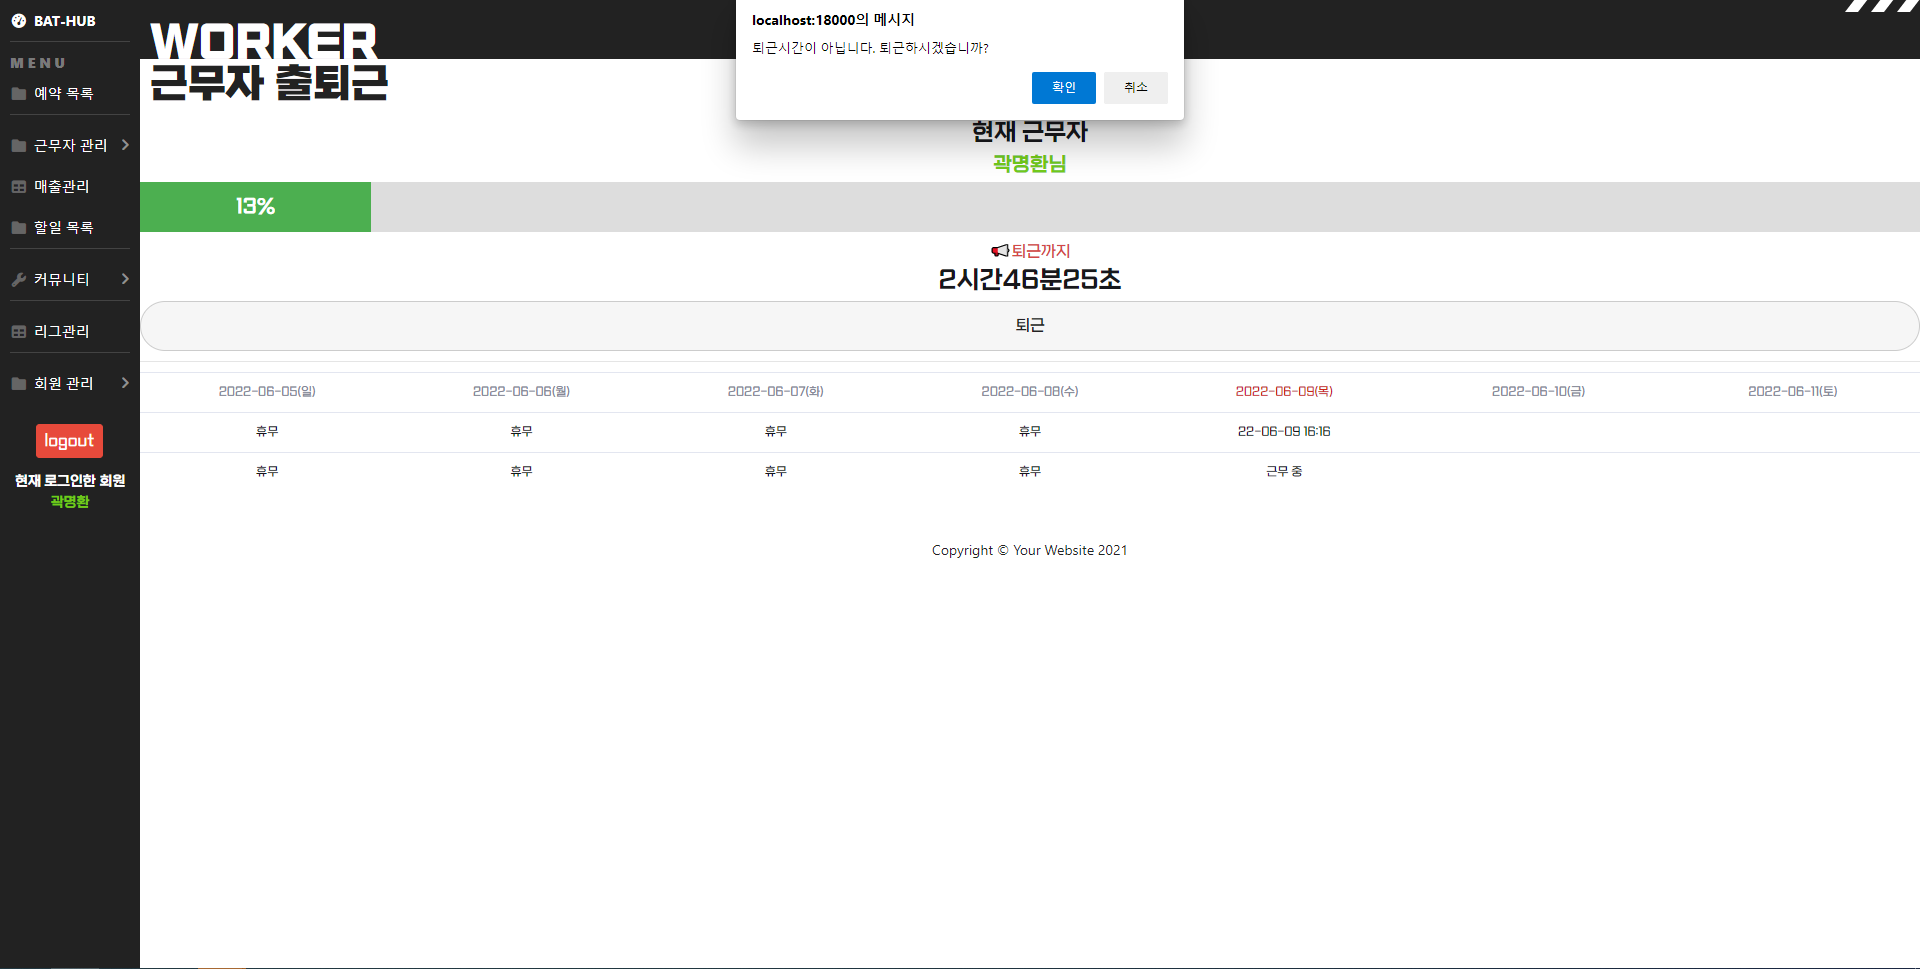 BAT-HUB
MENU
예약 목록
근무자 관리
매출관리
할일 목록
커뮤니티
리그관리
회원 관리
logout
현재 로그인한 회원
곽명환
WORKER
근무자 출퇴근
localhost:18000의 메시지
퇴근시간이 아닙니다. 퇴근하시겠습니까?
확인 취소
현재 근무자
곽명환님
13%
퇴근까지
2시간46분25초
퇴근
2022-06-05(일) 2022-06-06(월) 2022-06-07(화) 2022-06-08(수) 2022-06-09(목) 2022-06-10(금) 2022-06-11(토)
휴무 휴무 휴무 휴무 22-06-09 16:16
휴무 휴무 휴무 휴무 근무 중
Copyright © Your Website 2021